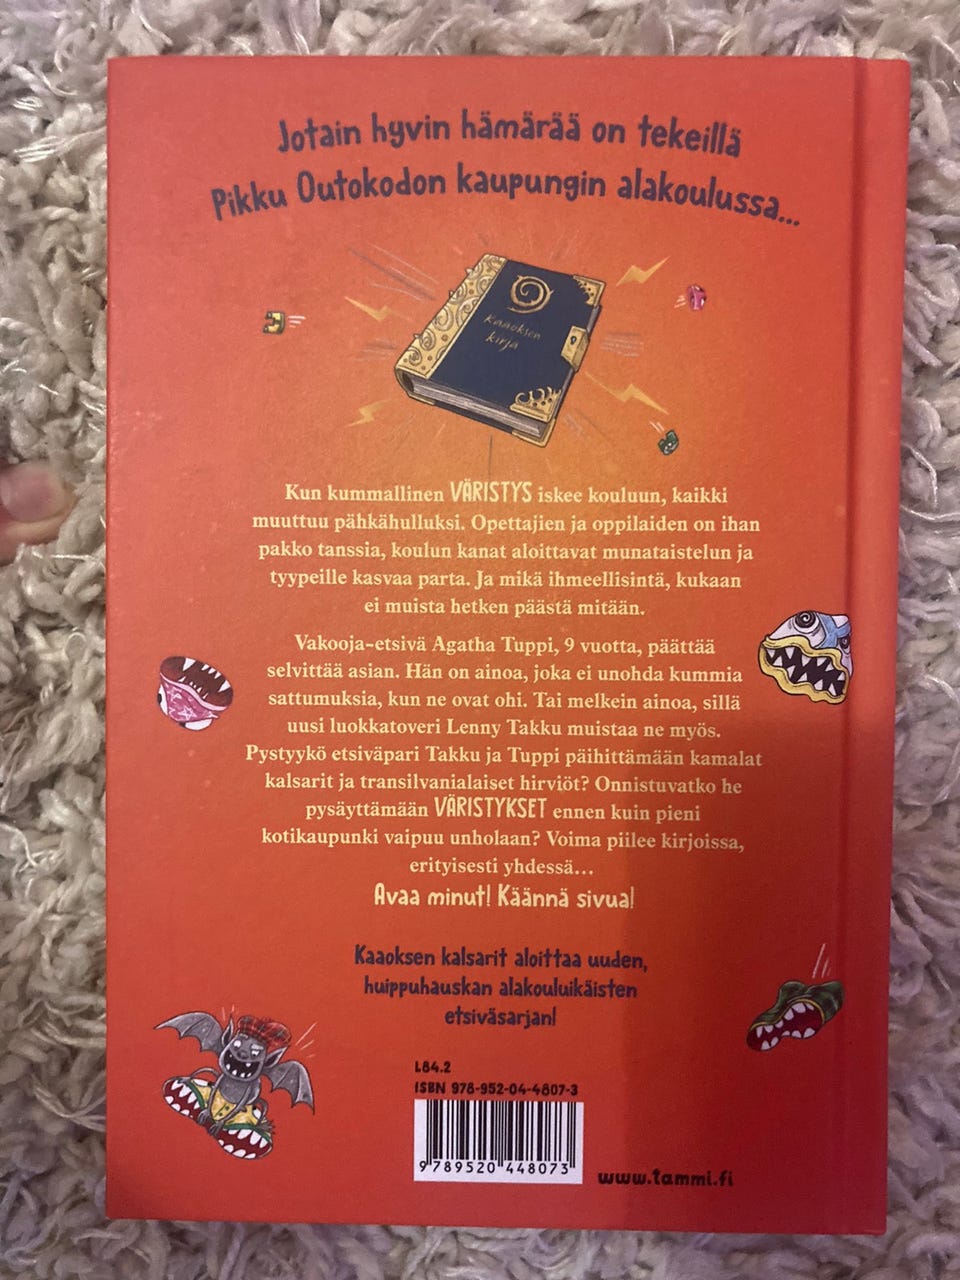 Jotain hyvin hämärää on tekeillä
Pikku Outokodon kaupungin alakoulussa...
Kaaoksen
kirja
Kun kummallinen VÄRISTYS iskee kouluun, kaikki
muuttuu pähkähulluksi. Opettajien ja oppilaiden on ihan
pakko tanssia, koulun kanat aloittavat munataistelun ja
tyypeille kasvaa parta. Ja mikä ihmeellisintä, kukaan
ei muista hetken päästä mitään.
Vakooja-etsivä Agatha Tuppi, 9 vuotta, päättää
selvittää asian. Hän on ainoa, joka ei unohda kummia
sattumuksia, kun ne ovat ohi. Tai melkein ainoa, sillä
uusi luokkatoveri Lenny Takku muistaa ne myös.
Pystyykö etsiväpari Takku ja Tuppi päihittämään kamalat
kalsarit ja transilvanialaiset hirviöt? Onnistuvatko he
pysäyttämään VÄRISTYKSET ennen kuin pieni
kotikaupunki vaipuu unholaan? Voima piilee kirjoissa,
erityisesti yhdessä...
Avaa minut! Käännä sivua!
Kaaoksen kalsarit aloittaa uuden,
huippuhauskan alakouluikäisten
etsiväsarjan!
L84.2
ISBN 978-952-04-4807-3
9 789520 448073
www.tammi.fi